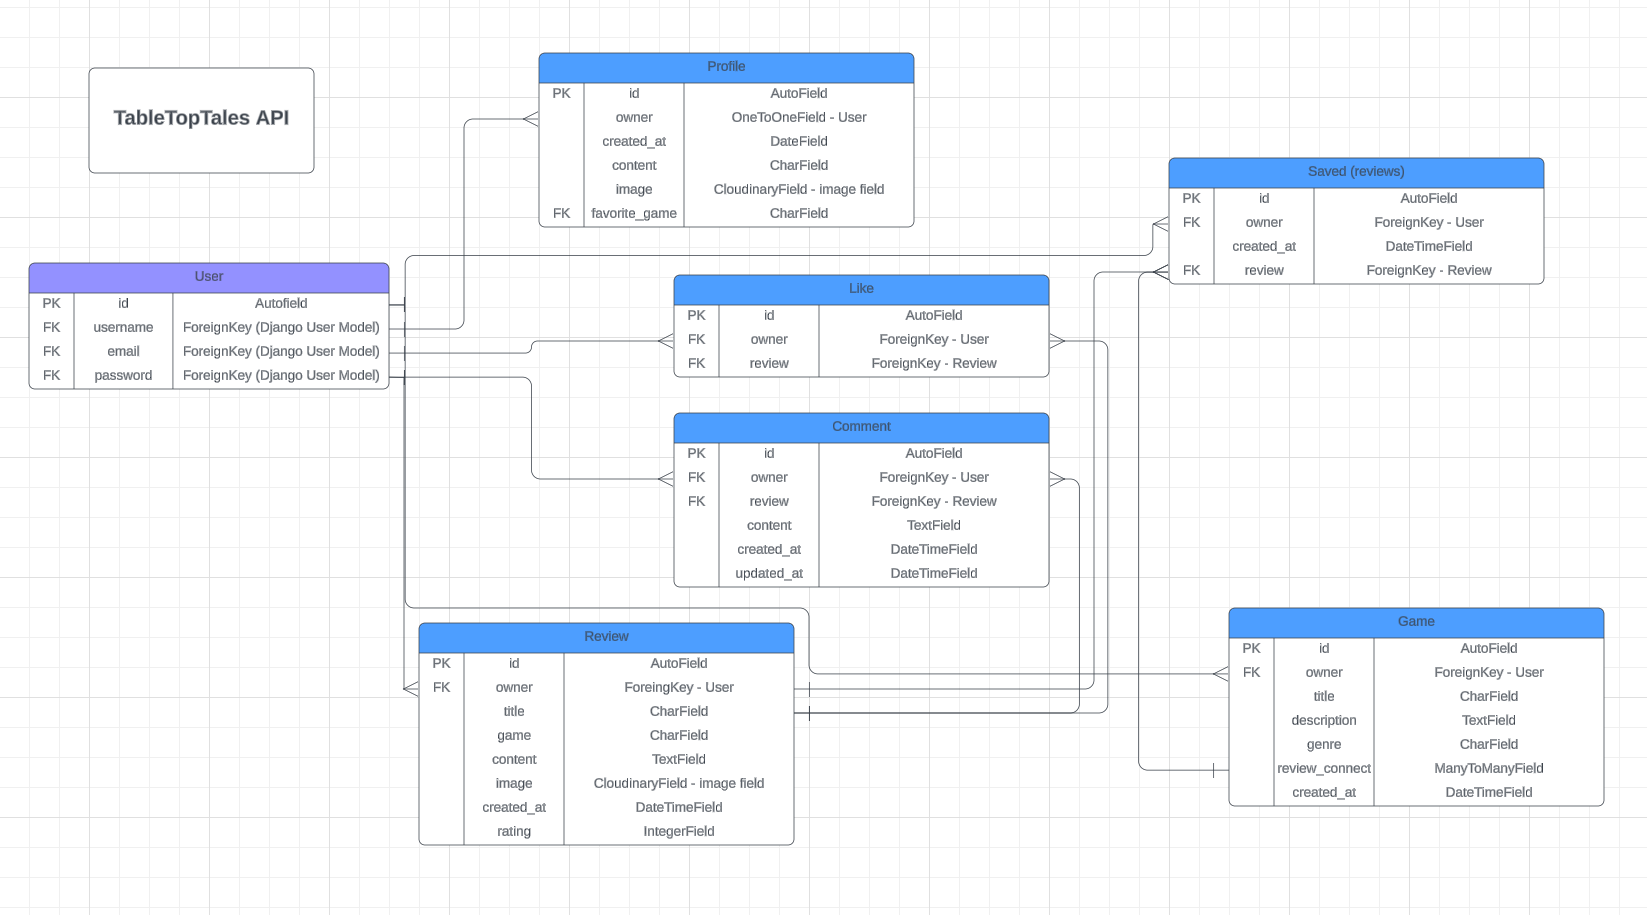 TableTopTales API
Profile
PK id AutoField
owner OneToOneField - User
created_at DateField
content CharField
image CloudinaryField - image field
FK favorite_game CharField
Saved (reviews)
PK id AutoField
FK owner ForeignKey - User
created_at DateTimeField
FK review ForeignKey - Review
User
PK id Autofield
FK username ForeignKey (Django User Model)
FK email ForeignKey (Django User Model)
FK password ForeignKey (Django User Model)
Like
PK id AutoField
FK owner ForeignKey - User
FK review ForeignKey - Review
Comment
PK id AutoField
FK owner ForeignKey - User
FK review ForeignKey - Review
content TextField
created_at DateTimeField
updated_at DateTimeField
Review
PK id AutoField
FK owner ForeingKey - User
title CharField
game CharField
content TextField
image CloudinaryField - image field
created_at DateTimeField
rating IntegerField
Game
PK id AutoField
FK owner ForeignKey - User
title CharField
description TextField
genre CharField
review_connect ManyToManyField
created_at DateTimeField